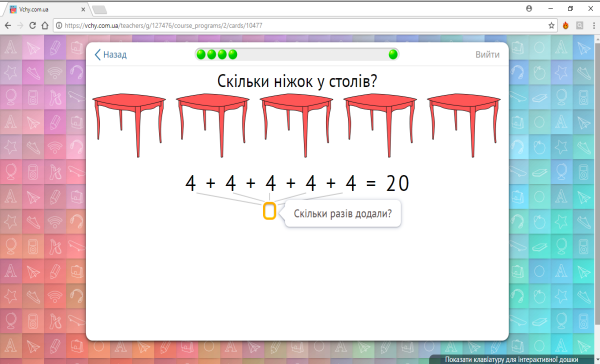 Vchy.com.ua
https://vchy.com.ua/teachers/g/127476/course_programs/2/cards/10477
Назад
Вийти
Скільки ніжок у столів?
4 + 4 + 4 + 4 + 4 = 20
Скільки разів додали?
Показати клавіатуру для інтерактивної дошки